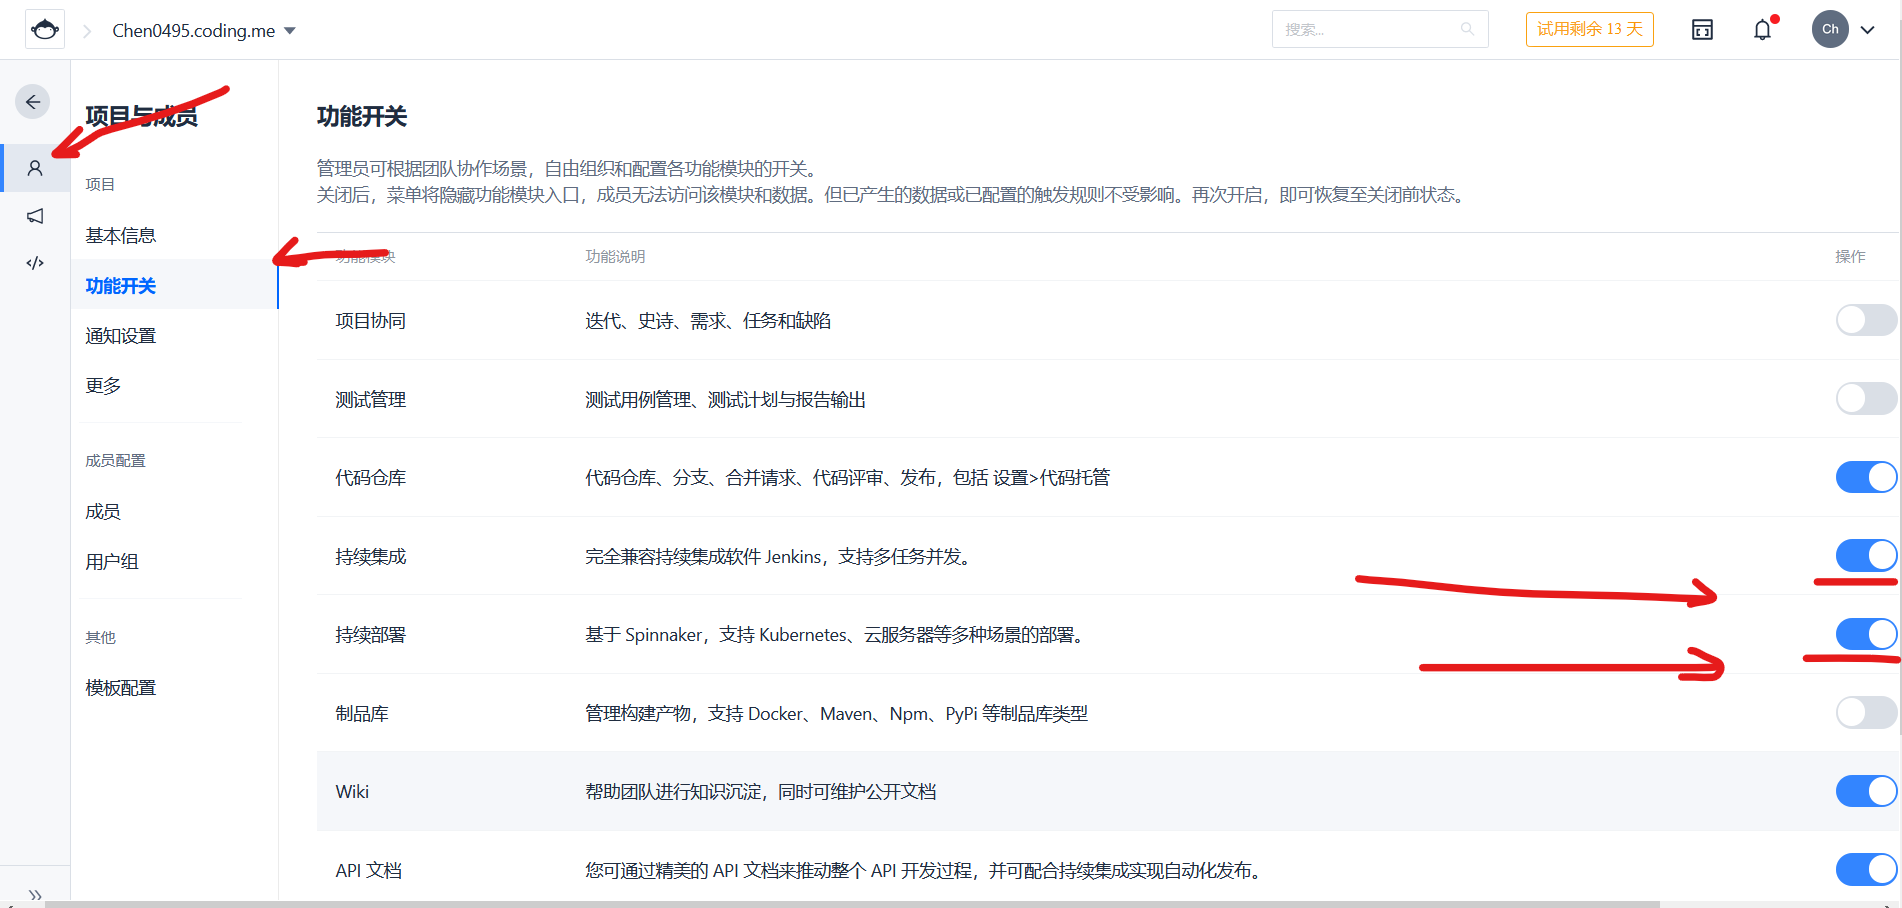 Chen0495.coding.me
搜索...
试用剩余 13 天
Ch
项目与成员
项目
基本信息
功能开关
通知设置
更多
成员配置
成员
用户组
其他
模板配置
功能开关
管理员可根据团队协作场景，自由组织和配置各功能模块的开关。
关闭后，菜单将隐藏功能模块入口，成员无法访问该模块和数据。但已产生的数据或已配置的触发规则不受影响。再次开启，即可恢复至关闭前状态。
功能模块 功能说明 操作
项目协同 迭代、史诗、需求、任务和缺陷
测试管理 测试用例管理、测试计划与报告输出
代码仓库 代码仓库、分支、合并请求、代码评审、发布，包括 设置>代码托管
持续集成 完全兼容持续集成软件 Jenkins，支持多任务并发。
持续部署 基于 Spinnaker，支持 Kubernetes、云服务器等多种场景的部署。
制品库 管理构建产物，支持 Docker、Maven、Npm、PyPi 等制品库类型
Wiki 帮助团队进行知识沉淀，同时可维护公开文档
API 文档 您可通过精美的 API 文档来推动整个 API 开发过程，并可配合持续集成实现自动化发布。